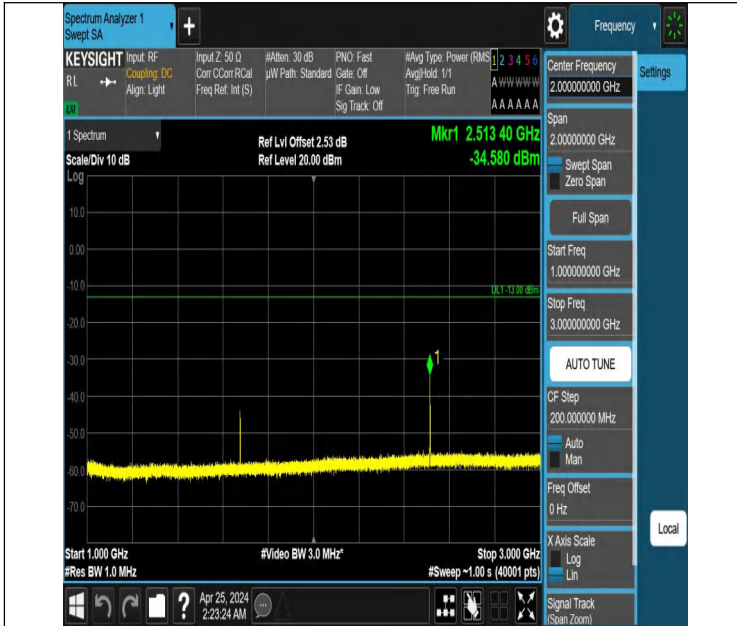 Spectrum Analyzer 1
Swept SA
+
Frequency
KEYSIGHT
Input: RF
Coupling: DC
Align: Light
Input Z: 50 Ω
Corr CCorr RCal
Freq Ref: Int (S)
#Atten: 30 dB
µW Path: Standard
PNO: Fast
Gate: Off
IF Gain: Low
Sig Track: Off
#Avg Type: Power (RMS
Avg|Hold: 1/1
Trig: Free Run
1 2 3 4 5 6
A W W W W W
A A A A A A
RL
LXI
1 Spectrum
Scale/Div 10 dB
Ref Lvl Offset 2.53 dB
Ref Level 20.00 dBm
Mkr1 2.513 40 GHz
-34.580 dBm
Log
10.0
0.00
-10.0
DL1 -13.00 dBm
-20.0
-30.0
1
-40.0
-50.0
-60.0
-70.0
Start 1.000 GHz
#Res BW 1.0 MHz
#Video BW 3.0 MHz*
Stop 3.000 GHz
#Sweep ~1.00 s (40001 pts)
Center Frequency
2.000000000 GHz
Settings
Span
2.00000000 GHz
Swept Span
Zero Span
Full Span
Start Freq
1.000000000 GHz
Stop Freq
3.000000000 GHz
AUTO TUNE
CF Step
200.000000 MHz
Auto
Man
Freq Offset
0 Hz
X Axis Scale
Log
Lin
Signal Track
(Span Zoom)
Local
?
Apr 25, 2024
2:23:24 AM